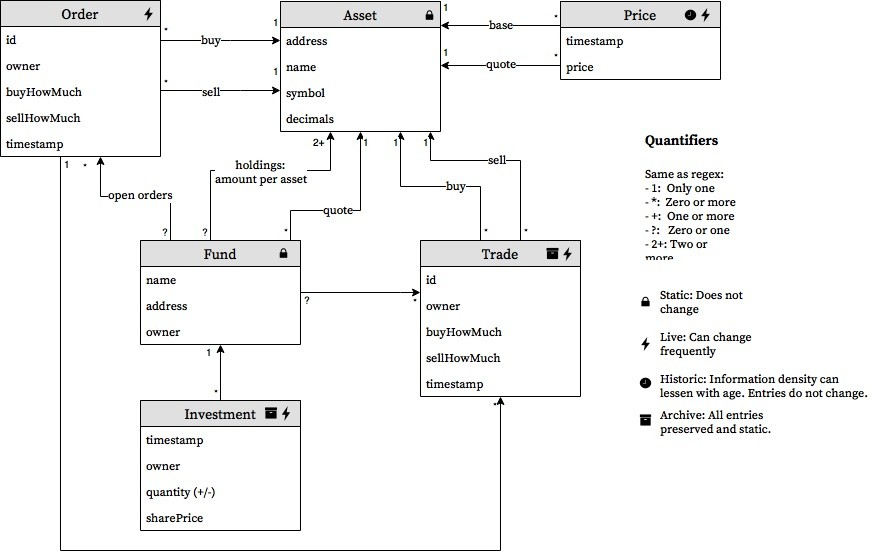 Order
id
owner
buyHowMuch
sellHowMuch
timestamp
1
*
*
buy
1
*
sell
1
Asset
address
name
symbol
decimals
1
base
*
1
quote
*
Price
timestamp
price
2+
1
1
1
holdings:
amount per asset
open orders
quote
buy
sell
?
?
*
*
*
Fund
name
address
owner
?
*
Trade
id
owner
buyHowMuch
sellHowMuch
timestamp
*
1
*
Investment
timestamp
owner
quantity (+/-)
sharePrice
Quantifiers
Same as regex:
- 1: Only one
- *: Zero or more
- +: One or more
- ?: Zero or one
- 2+: Two or
more
Static: Does not
change
Live: Can change
frequently
Historic: Information density can
lessen with age. Entries do not change.
Archive: All entries
preserved and static.